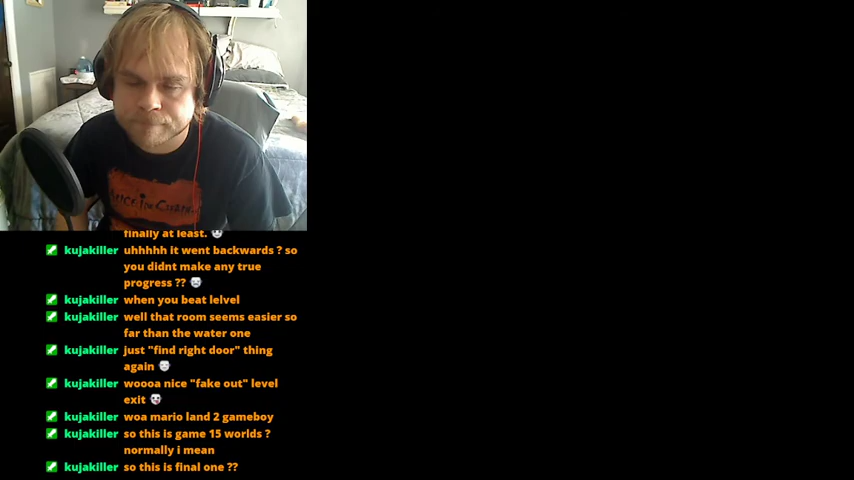 ALICE IN CHAINS
finally at least.
kujakiller uhhhhh it went backwards ? so
you didnt make any true
progress ??
kujakiller when you beat lelvel
kujakiller well that room seems easier so
far than the water one
kujakiller just "find right door" thing
again
kujakiller woooa nice "fake out" level
exit
kujakiller woa mario land 2 gameboy
kujakiller so this is game 15 worlds ?
normally i mean
kujakiller so this is final one ??